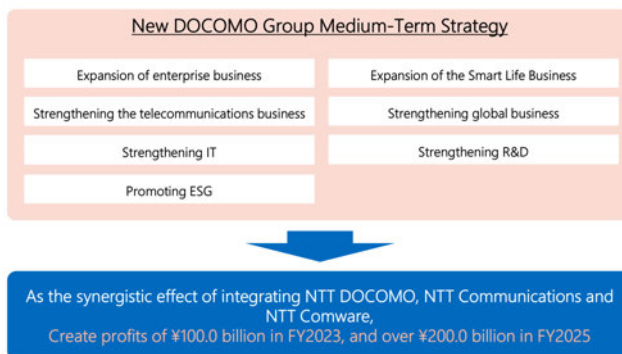 New DOCOMO Group Medium-Term Strategy
Expansion of enterprise business
Expansion of the Smart Life Business
Strengthening the telecommunications business
Strengthening global business
Strengthening IT
Strengthening R&D
Promoting ESG
As the synergistic effect of integrating NTT DOCOMO, NTT Communications and
NTT Comware,
Create profits of ¥100.0 billion in FY2023, and over ¥200.0 billion in FY2025